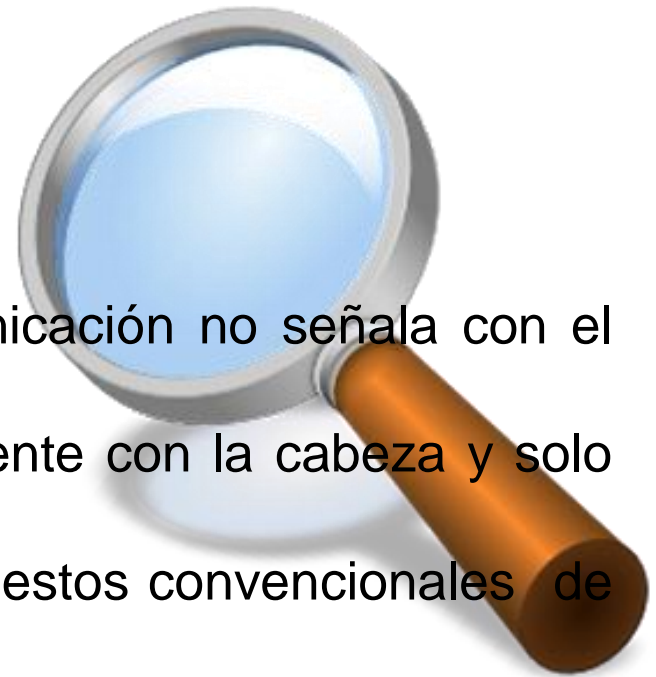 nicación no señala con el
ente con la cabeza y solo
estos convencionales de